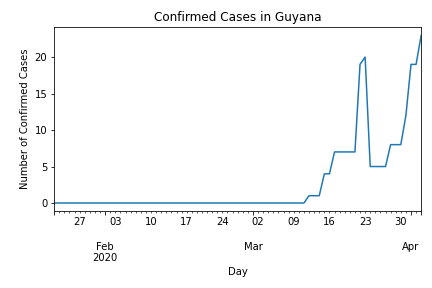 Confirmed Cases in Guyana
Number of Confirmed Cases
20
15
10
5
0
27 03 10 17 24 02 09 16 23 30
Feb Mar Apr
2020
Day